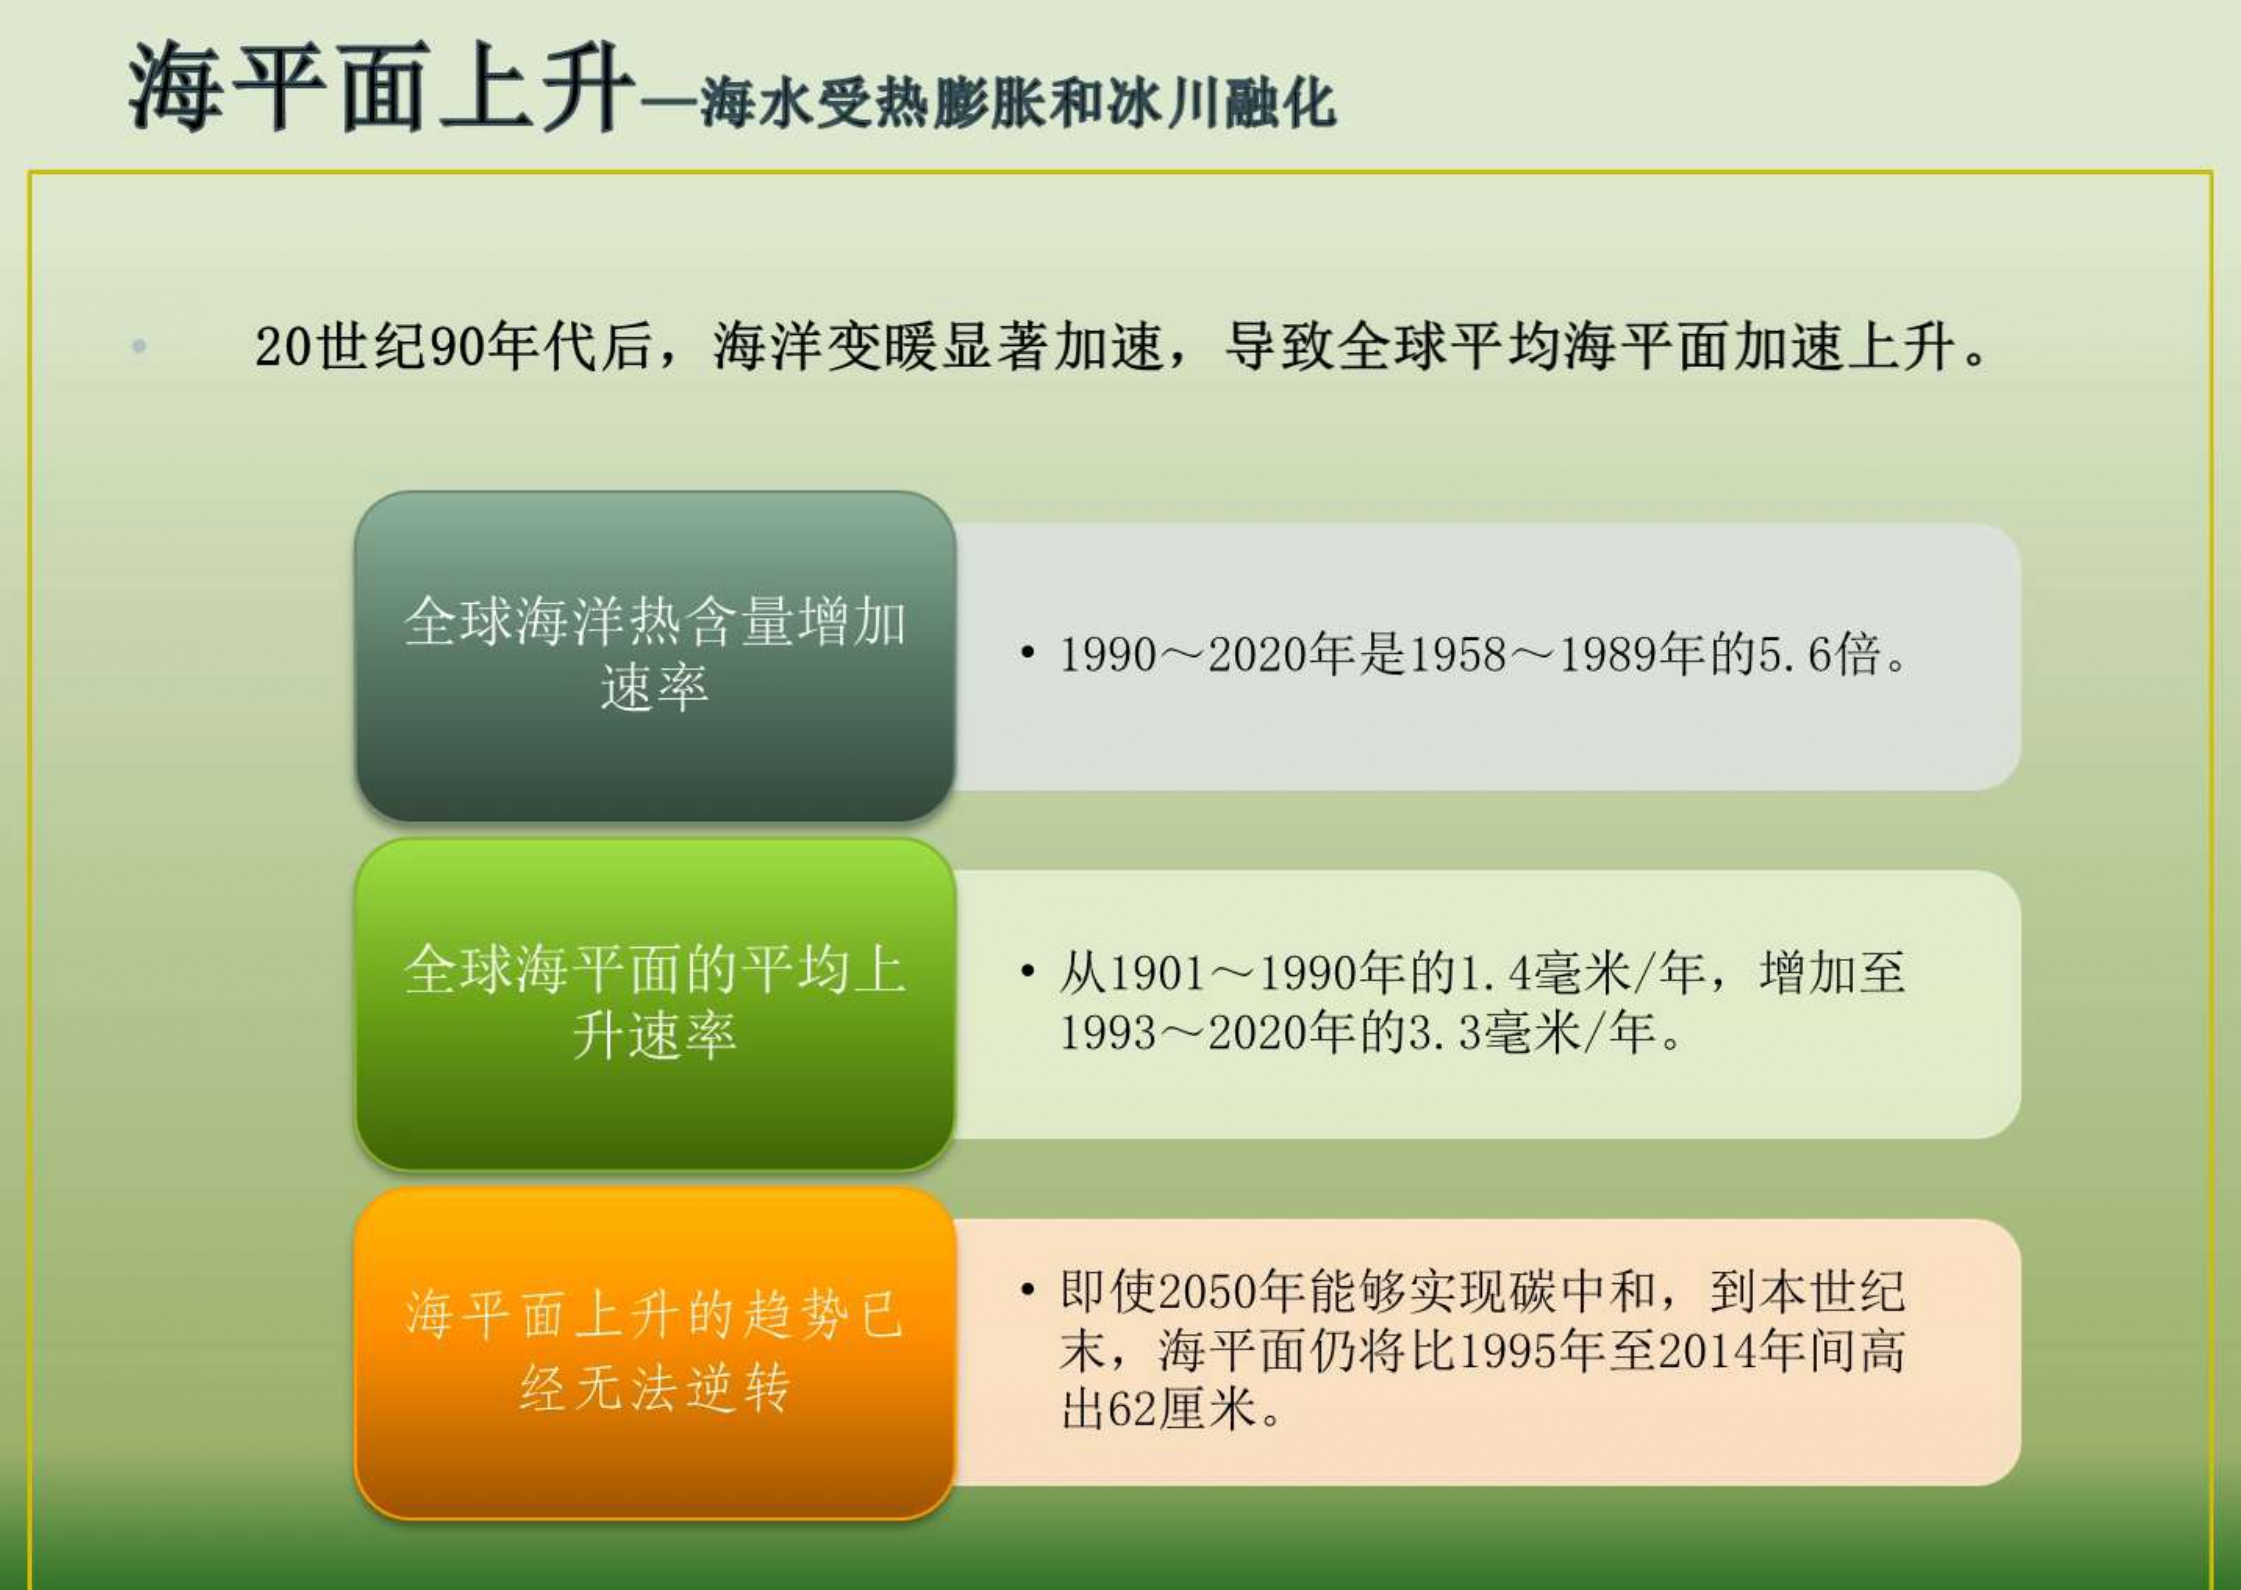 海平面上升—海水受热膨胀和冰川融化
20世纪90年代后，海洋变暖显著加速，导致全球平均海平面加速上升。
全球海洋热含量增加
速率
• 1990～2020年是1958～1989年的5.6倍。
全球海平面的平均上
升速率
• 从1901～1990年的1.4毫米/年，增加至
1993～2020年的3.3毫米/年。
海平面上升的趋势已
经无法逆转
• 即使2050年能够实现碳中和，到本世纪
末，海平面仍将比1995年至2014年间高
出62厘米。